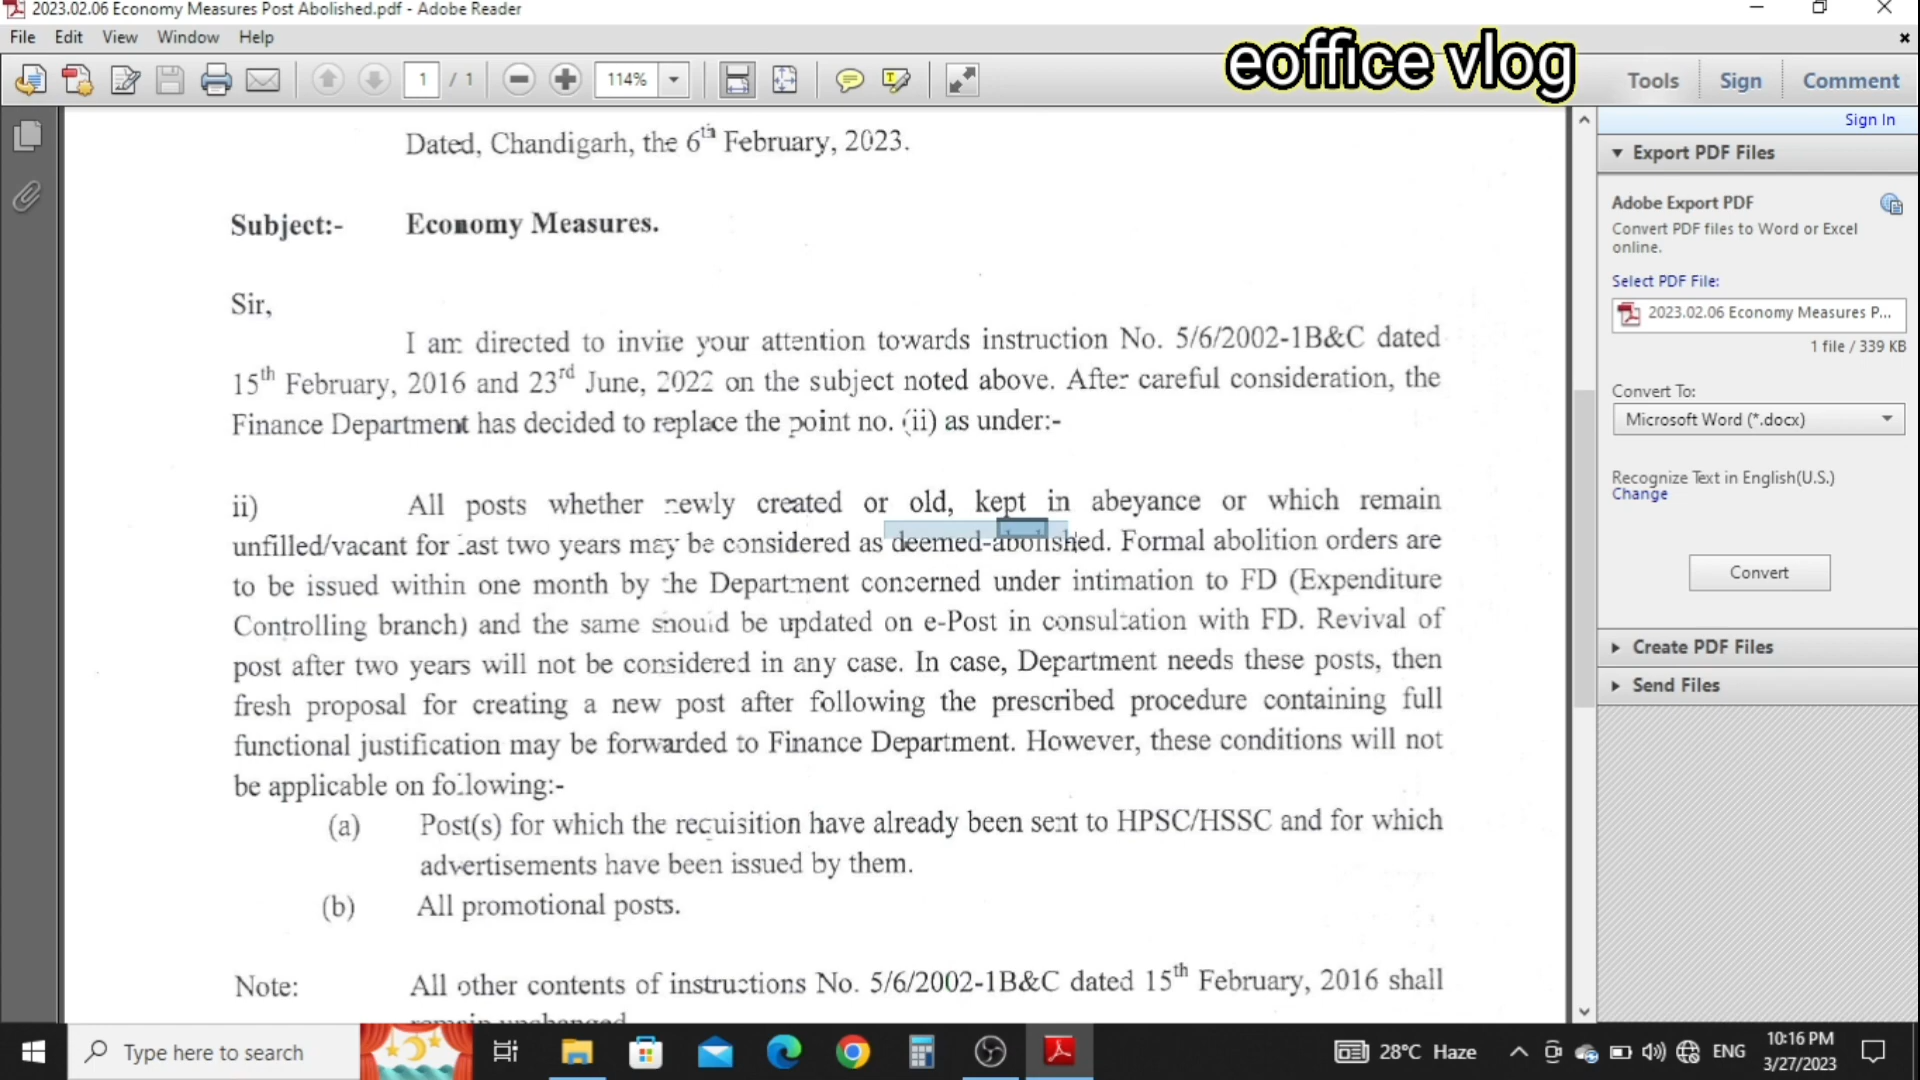 2023.02.06 Economy Measures Post Abolished.pdf - Adobe Reader
File Edit View Window Help
eoffice vlog
1 / 1 114% Tools Sign Comment
Sign In
Export PDF Files
Adobe Export PDF
Convert PDF files to Word or Excel
online.
Select PDF File:
2023.02.06 Economy Measures P...
1 file / 339 KB
Convert To:
Microsoft Word (*.docx)
Recognize Text in English(U.S.)
Change
Convert
Create PDF Files
Send Files
Dated, Chandigarh, the 6th February, 2023.
Subject:- Economy Measures.
Sir,
I am directed to invite your attention towards instruction No. 5/6/2002-1B&C dated
15th February, 2016 and 23rd June, 2022 on the subject noted above. After careful consideration, the
Finance Department has decided to replace the point no. (ii) as under:-
ii) All posts whether newly created or old, kept in abeyance or which remain
unfilled/vacant for last two years may be considered as deemed-abolished. Formal abolition orders are
to be issued within one month by the Department concerned under intimation to FD (Expenditure
Controlling branch) and the same should be updated on e-Post in consultation with FD. Revival of
post after two years will not be considered in any case. In case, Department needs these posts, then
fresh proposal for creating a new post after following the prescribed procedure containing full
functional justification may be forwarded to Finance Department. However, these conditions will not
be applicable on following:-
(a) Post(s) for which the requisition have already been sent to HPSC/HSSC and for which
advertisements have been issued by them.
(b) All promotional posts.
Note: All other contents of instructions No. 5/6/2002-1B&C dated 15th February, 2016 shall
remain unchanged
Type here to search
28°C Haze
ENG
10:16 PM
3/27/2023